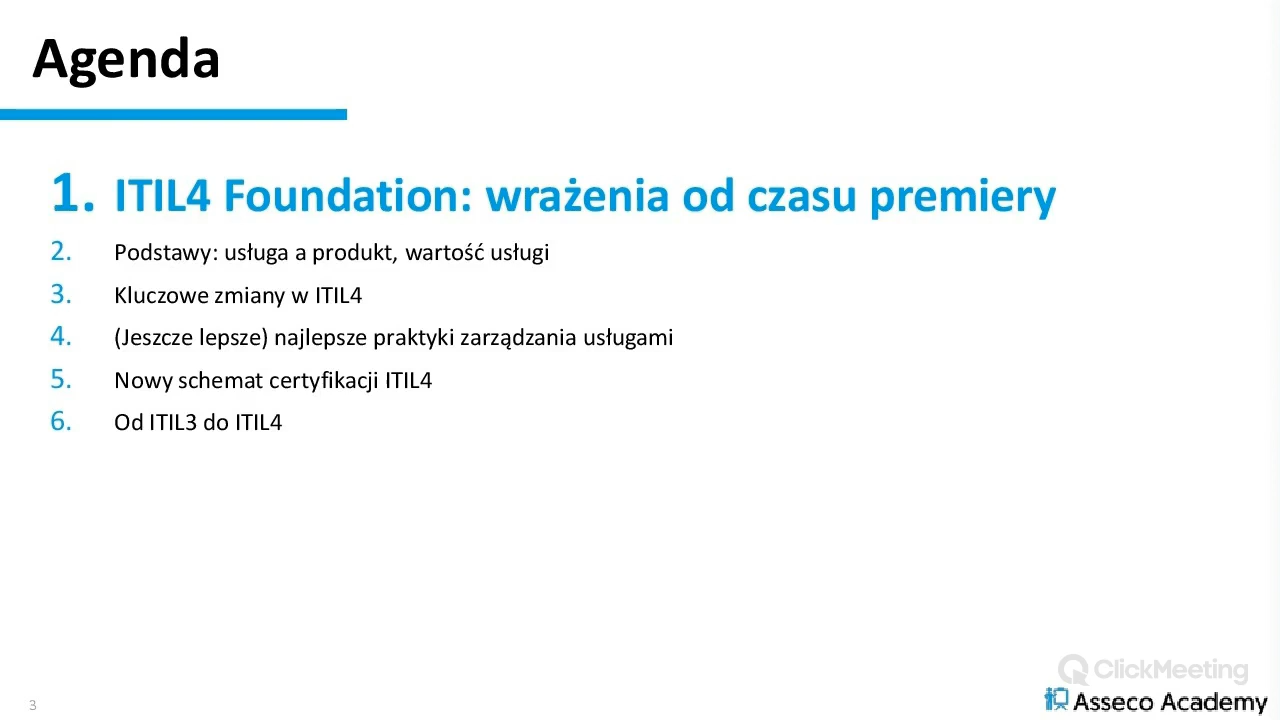 Agenda
1. ITIL4 Foundation: wrażenia od czasu premiery
2. Podstawy: usługa a produkt, wartość usługi
3. Kluczowe zmiany w ITIL4
4. (Jeszcze lepsze) najlepsze praktyki zarządzania usługami
5. Nowy schemat certyfikacji ITIL4
6. Od ITIL3 do ITIL4
ClickMeeting
3
Asseco Academy